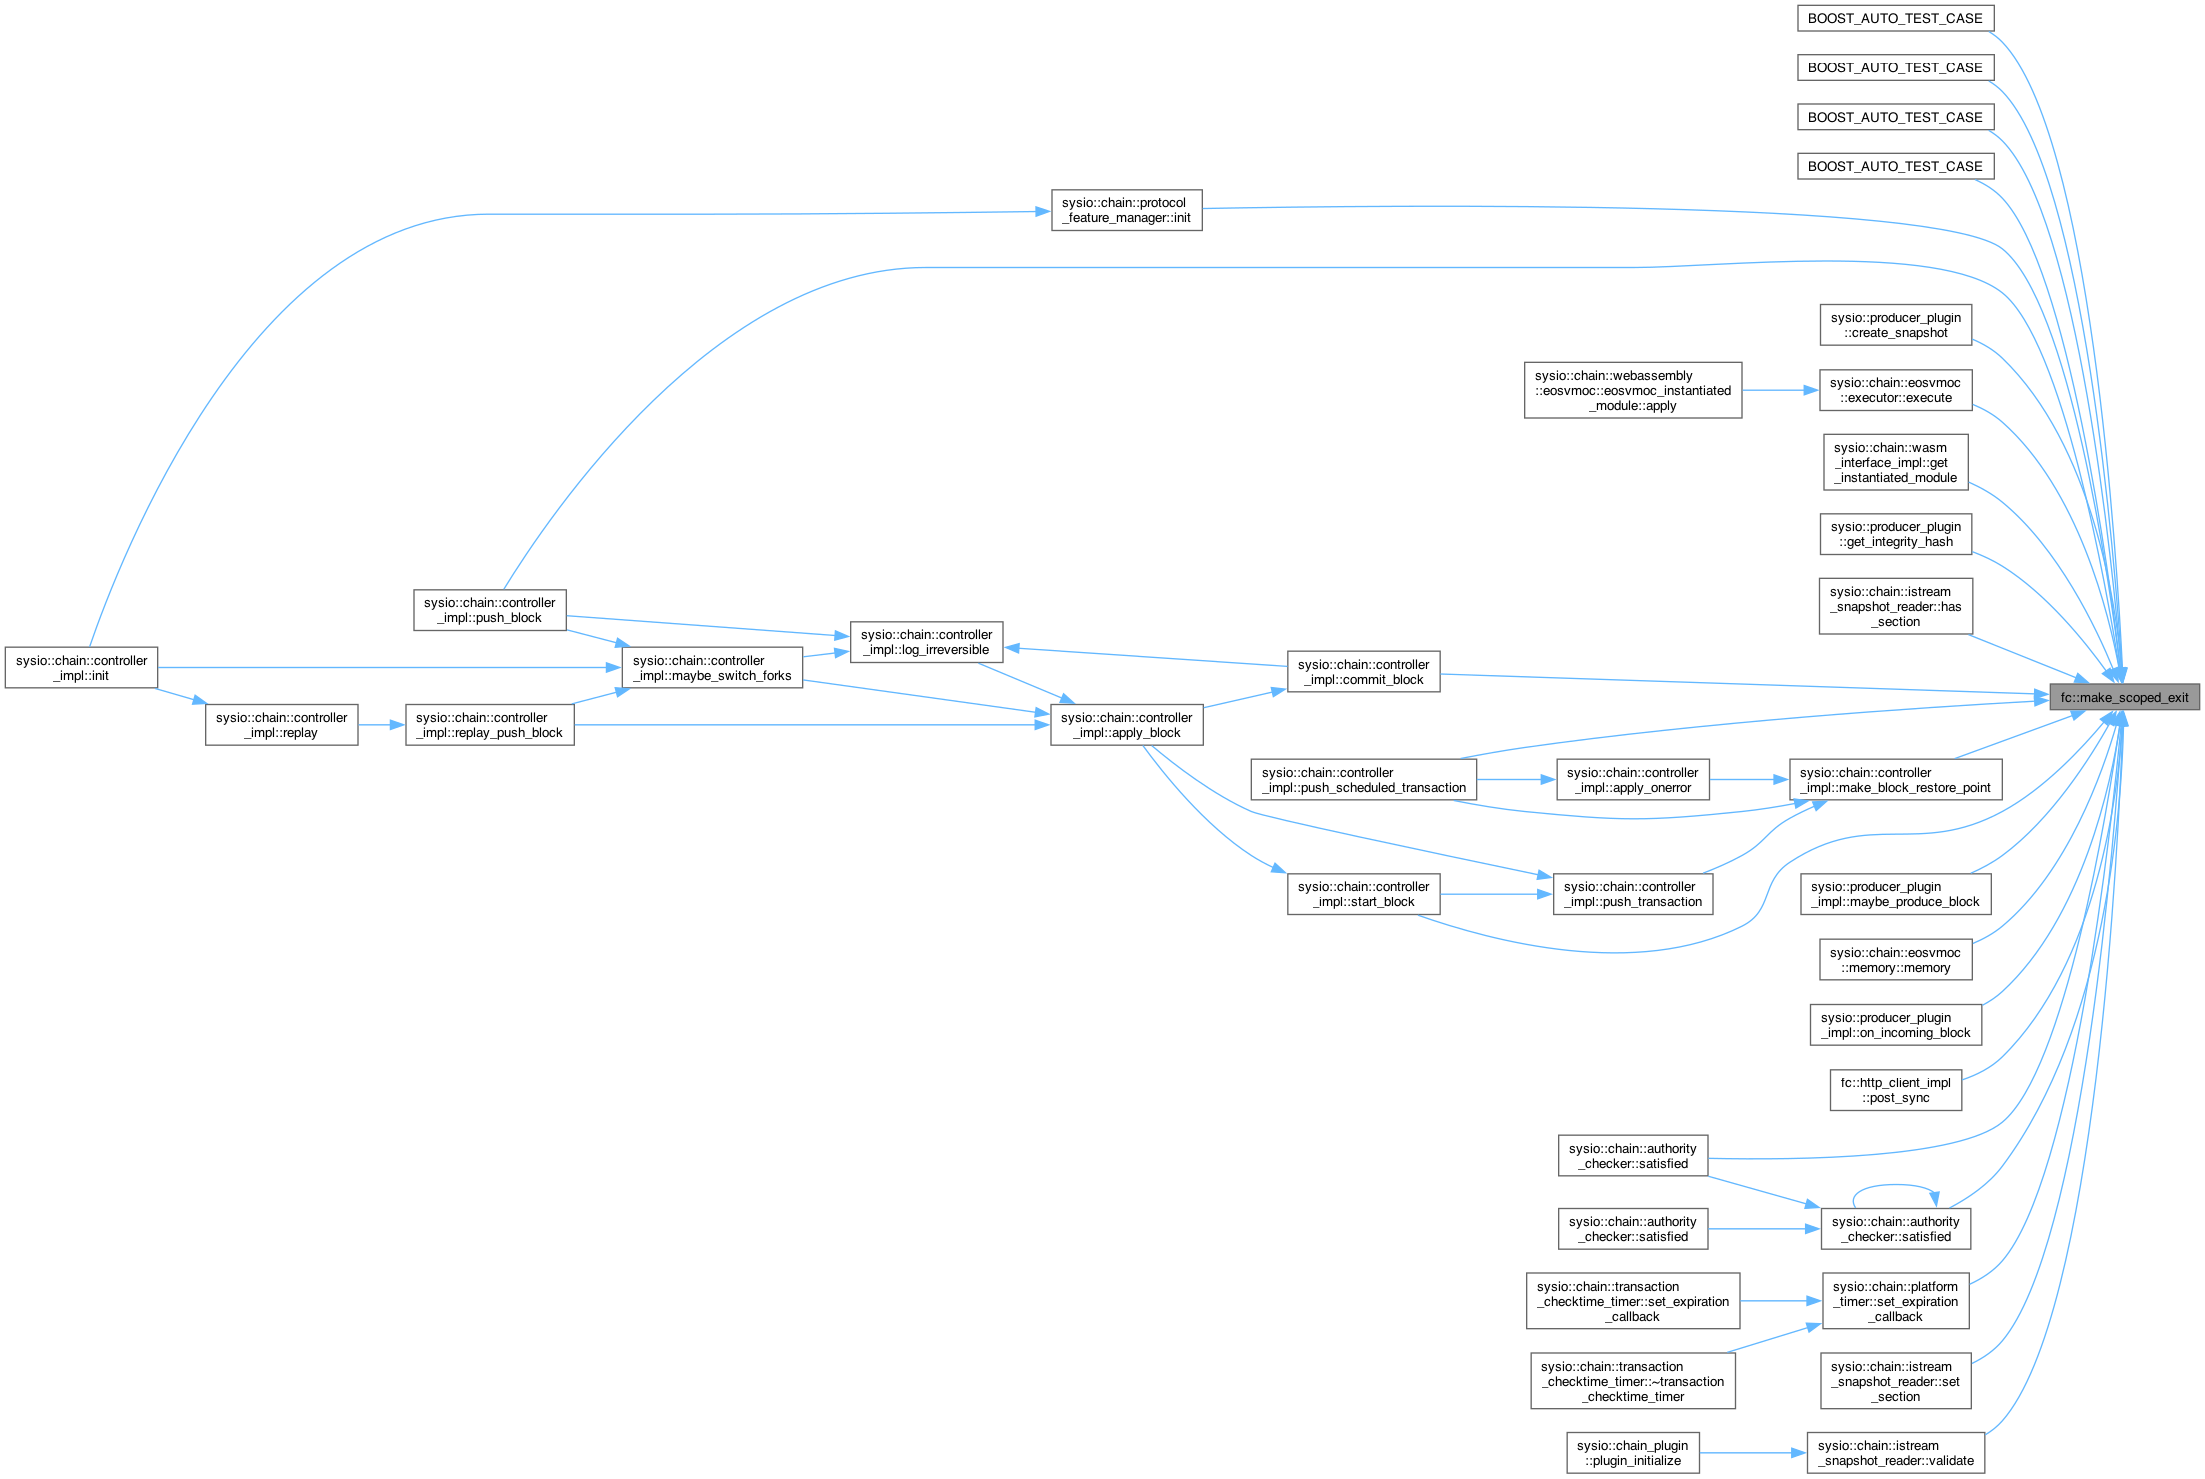 BOOST_AUTO_TEST_CASE
BOOST_AUTO_TEST_CASE
BOOST_AUTO_TEST_CASE
BOOST_AUTO_TEST_CASE
sysio::chain::protocol
_feature_manager::init
sysio::producer_plugin
::create_snapshot
sysio::chain::webassembly
::eosvmoc::eosvmoc_instantiated
_module::apply
sysio::chain::eosvmoc
::executor::execute
sysio::chain::wasm
_interface_impl::get
_instantiated_module
sysio::producer_plugin
::get_integrity_hash
sysio::chain::istream
_snapshot_reader::has
_section
sysio::chain::controller
_impl::push_block
sysio::chain::controller
_impl::log_irreversible
sysio::chain::controller
_impl::init
sysio::chain::controller
_impl::maybe_switch_forks
sysio::chain::controller
_impl::commit_block
fc::make_scoped_exit
sysio::chain::controller
_impl::replay
sysio::chain::controller
_impl::replay_push_block
sysio::chain::controller
_impl::apply_block
sysio::chain::controller
_impl::push_scheduled_transaction
sysio::chain::controller
_impl::apply_onerror
sysio::chain::controller
_impl::make_block_restore_point
sysio::chain::controller
_impl::start_block
sysio::chain::controller
_impl::push_transaction
sysio::producer_plugin
_impl::maybe_produce_block
sysio::chain::eosvmoc
::memory::memory
sysio::producer_plugin
_impl::on_incoming_block
fc::http_client_impl
::post_sync
sysio::chain::authority
_checker::satisfied
sysio::chain::authority
_checker::satisfied
sysio::chain::authority
_checker::satisfied
sysio::chain::transaction
_checktime_timer::set_expiration
_callback
sysio::chain::platform
_timer::set_expiration
_callback
sysio::chain::transaction
_checktime_timer::~transaction
_checktime_timer
sysio::chain::istream
_snapshot_reader::set
_section
sysio::chain_plugin
::plugin_initialize
sysio::chain::istream
_snapshot_reader::validate